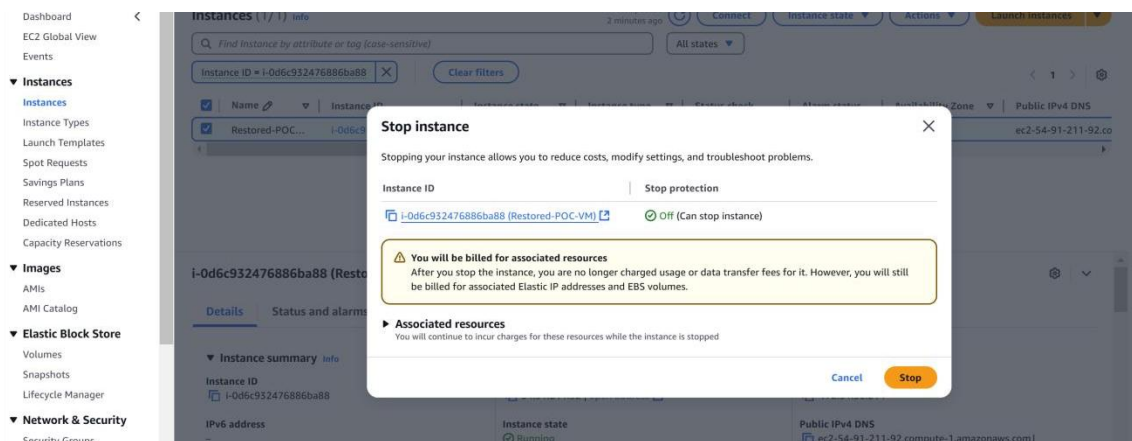 Dashboard
EC2 Global View
Events
Instances
Instances
Instance Types
Launch Templates
Spot Requests
Savings Plans
Reserved Instances
Dedicated Hosts
Capacity Reservations
Images
AMIs
AMI Catalog
Elastic Block Store
Volumes
Snapshots
Lifecycle Manager
Network & Security
Security Groups
Instances (1/1) Info
2 minutes ago
Connect
Instance state
Actions
Launch instances
Find Instance by attribute or tag (case-sensitive)
All states
Instance ID = i-0d6c932476886ba88
Clear filters
1
Name
Instance ID
Instance state
Instance type
Status check
Alarm status
Availability Zone
Public IPv4 DNS
Restored-POC... i-0d6c9
ec2-54-91-211-92.co
Stop instance
Stopping your instance allows you to reduce costs, modify settings, and troubleshoot problems.
Instance ID
Stop protection
i-0d6c932476886ba88 (Restored-POC-VM)
Off (Can stop instance)
You will be billed for associated resources
After you stop the instance, you are no longer charged usage or data transfer fees for it. However, you will still
be billed for associated Elastic IP addresses and EBS volumes.
Associated resources
You will continue to incur charges for these resources while the instance is stopped
Cancel
Stop
i-0d6c932476886ba88 (Resto
Details
Status and alarms
Instance summary Info
Instance ID
i-0d6c932476886ba88
IPv6 address
–
Instance state
Running
Public IPv4 DNS
ec2-54-91-211-92.compute-1.amazonaws.com